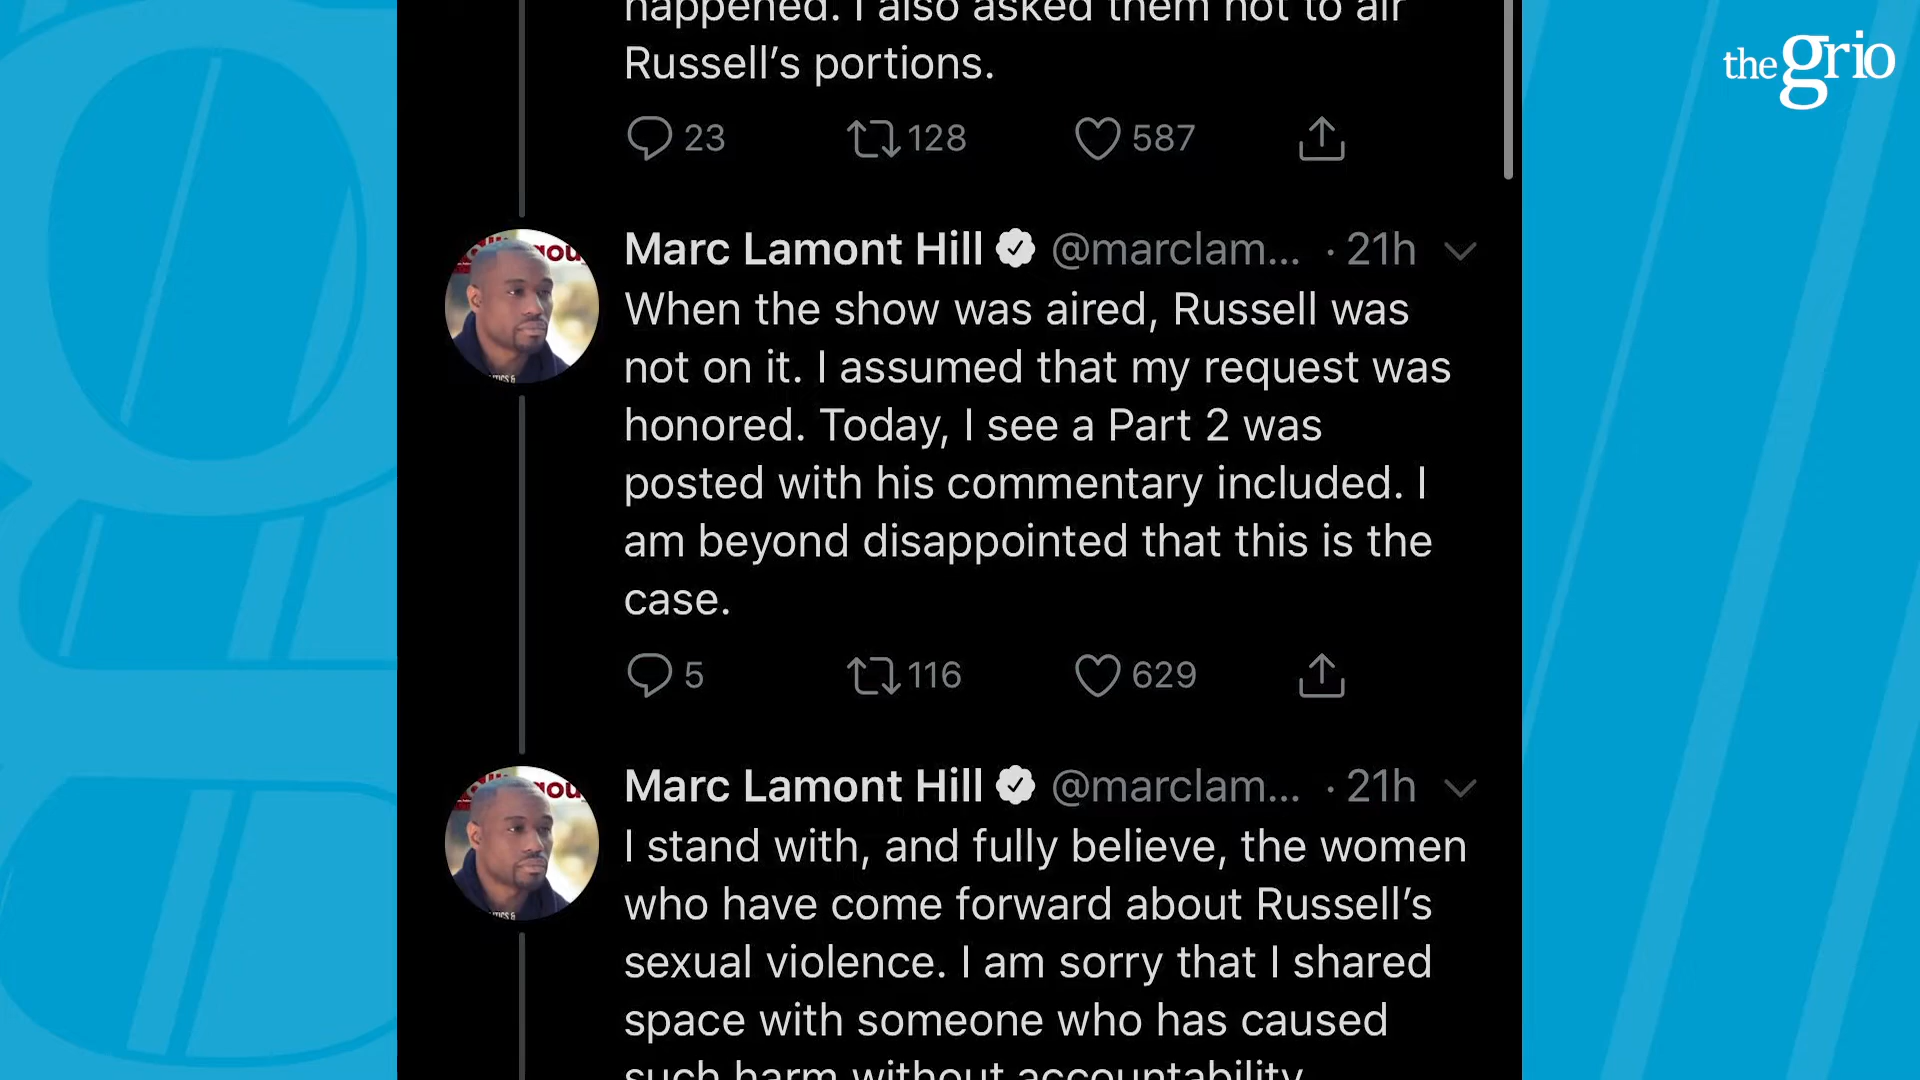 happened. I also asked them not to air
Russell's portions.
23 128 587
the grio
Marc Lamont Hill @marclam... · 21h
When the show was aired, Russell was
not on it. I assumed that my request was
honored. Today, I see a Part 2 was
posted with his commentary included. I
am beyond disappointed that this is the
case.
5 116 629
Marc Lamont Hill @marclam... · 21h
I stand with, and fully believe, the women
who have come forward about Russell's
sexual violence. I am sorry that I shared
space with someone who has caused
such harm without accountability.